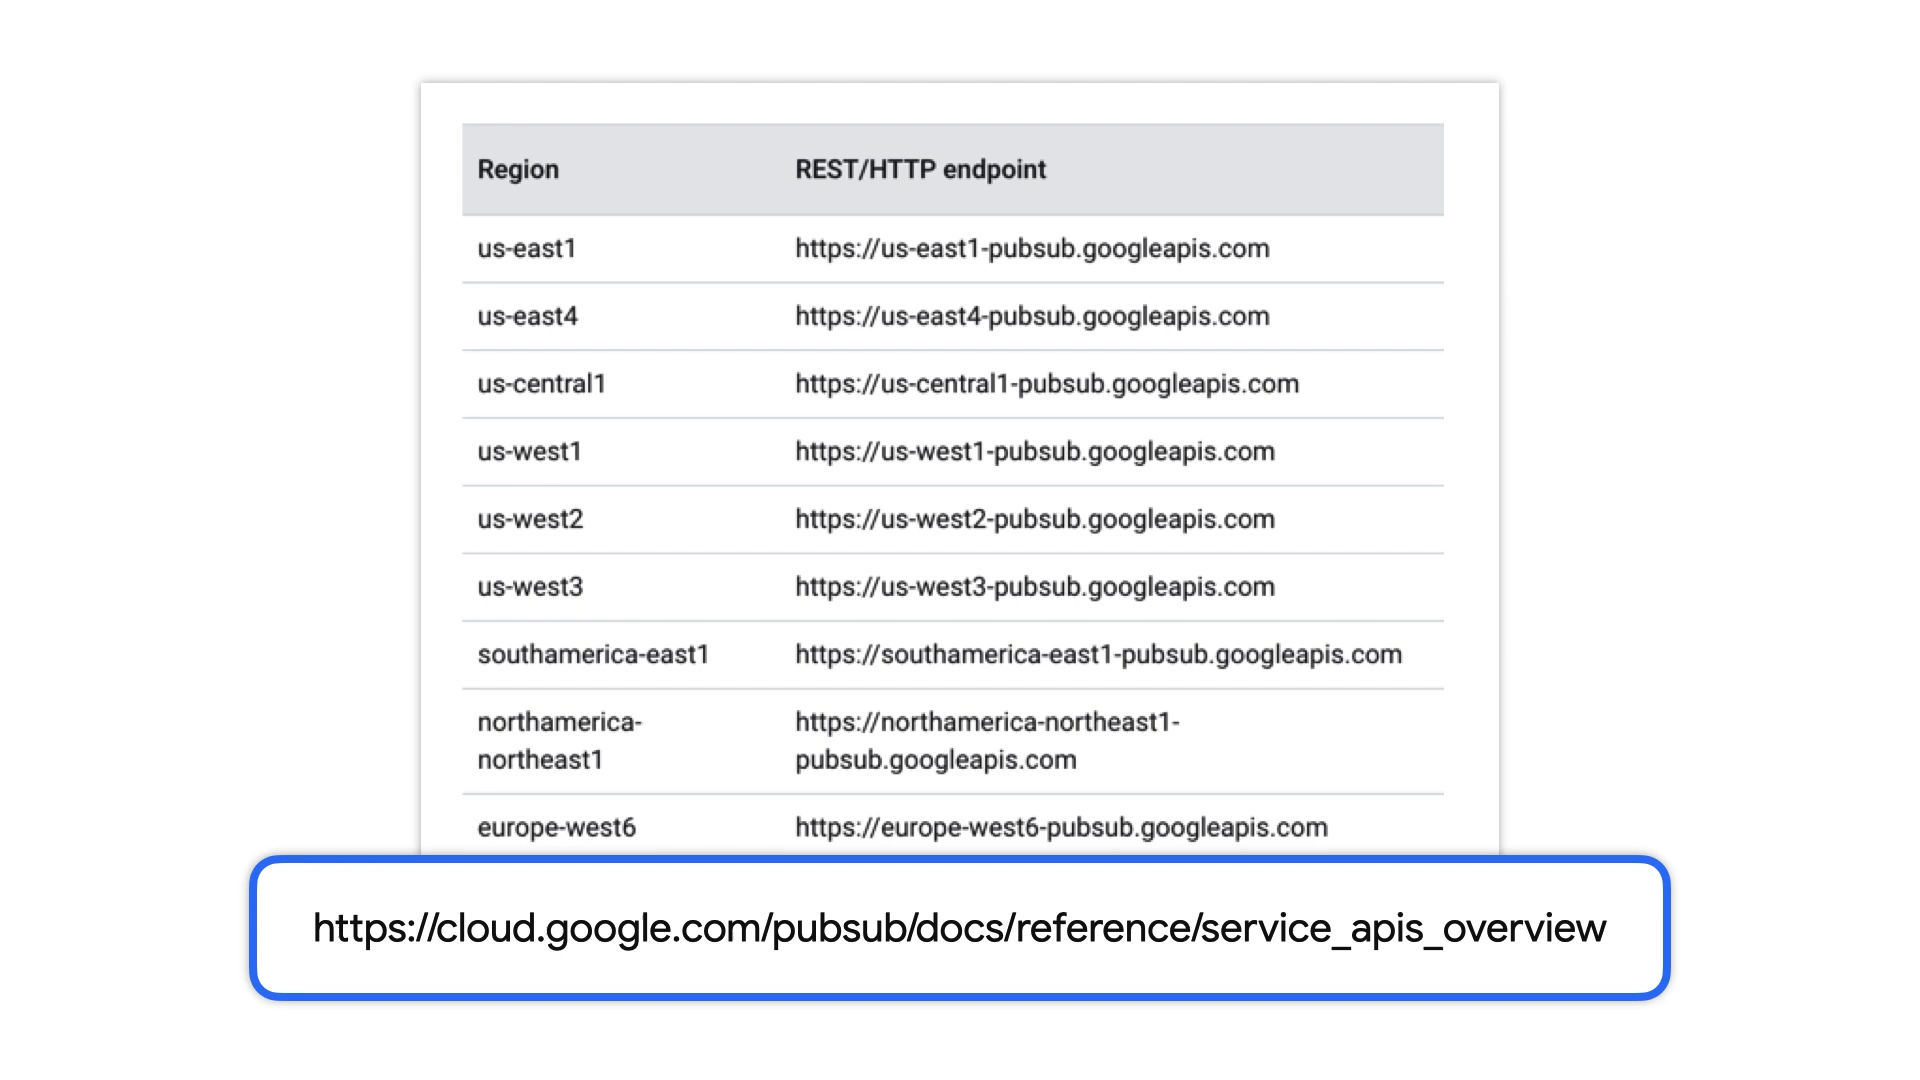 Region REST/HTTP endpoint
us-east1 https://us-east1-pubsub.googleapis.com
us-east4 https://us-east4-pubsub.googleapis.com
us-central1 https://us-central1-pubsub.googleapis.com
us-west1 https://us-west1-pubsub.googleapis.com
us-west2 https://us-west2-pubsub.googleapis.com
us-west3 https://us-west3-pubsub.googleapis.com
southamerica-east1 https://southamerica-east1-pubsub.googleapis.com
northamerica- https://northamerica-northeast1-
northeast1 pubsub.googleapis.com
europe-west6 https://europe-west6-pubsub.googleapis.com
https://cloud.google.com/pubsub/docs/reference/service_apis_overview